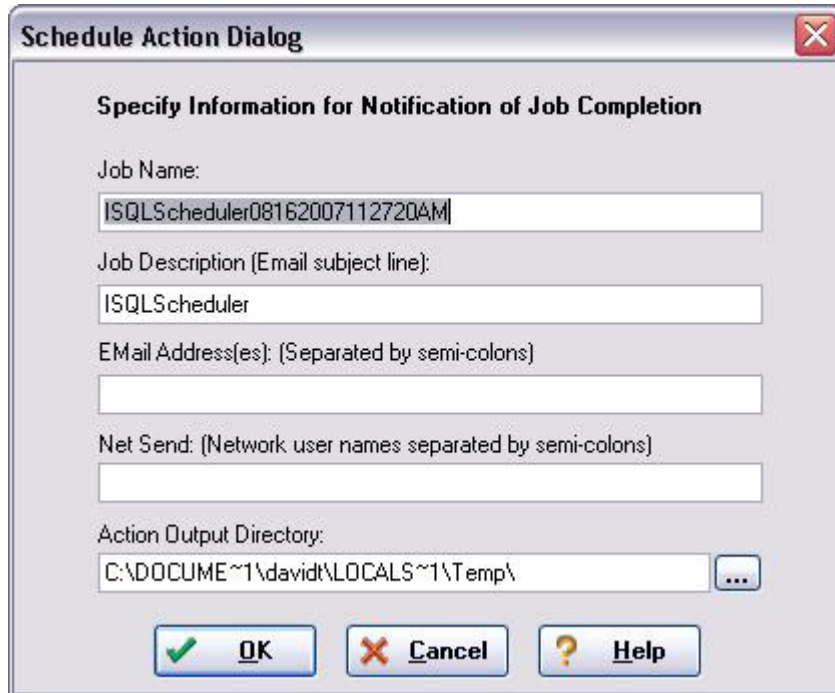 Schedule Action Dialog
Specify Information for Notification of Job Completion
Job Name:
ISQLScheduler08162007112720AM
Job Description (Email subject line):
ISQLScheduler
EMail Address(es): (Separated by semi-colons)
Net Send: (Network user names separated by semi-colons)
Action Output Directory:
C:\DOCUME~1\davidt\LOCALS~1\Temp\ ...
OK Cancel Help